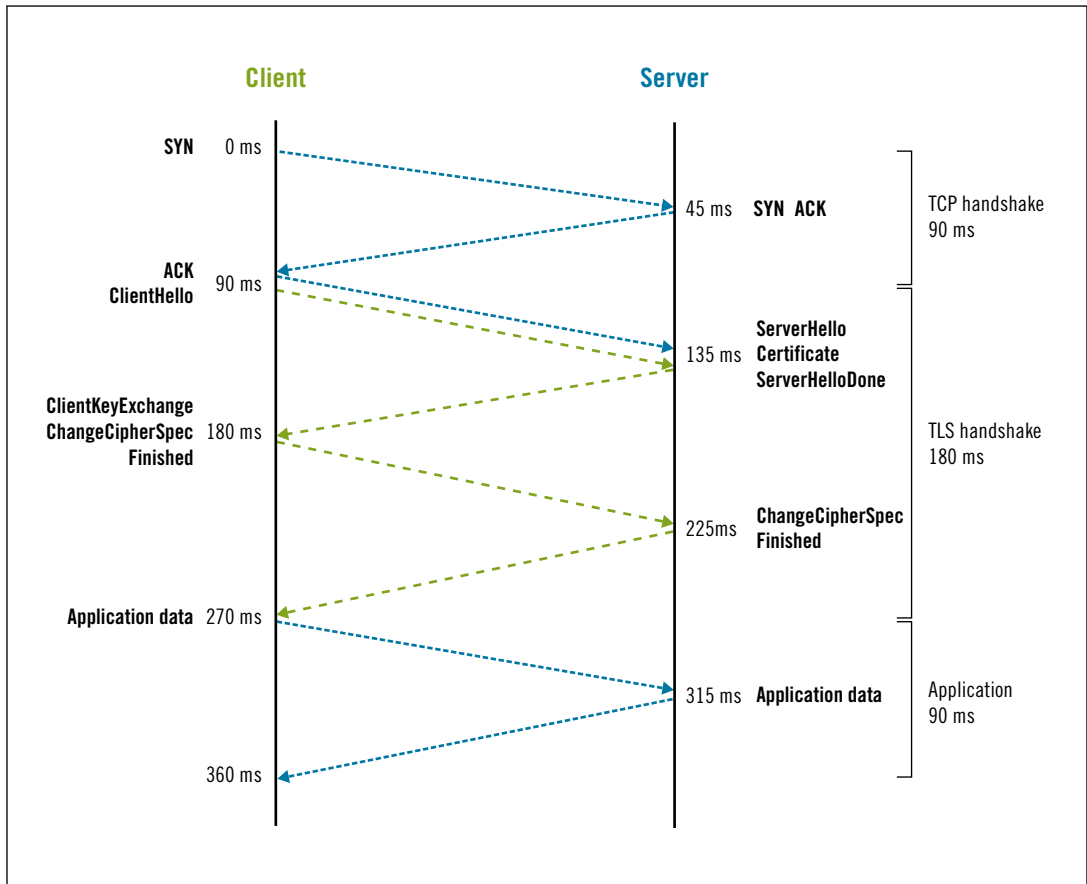 Client
Server
SYN 0 ms
45 ms SYN ACK
TCP handshake
90 ms
ACK
ClientHello
90 ms
135 ms
ServerHello
Certificate
ServerHelloDone
ClientKeyExchange
ChangeCipherSpec
Finished
180 ms
TLS handshake
180 ms
225ms
ChangeCipherSpec
Finished
Application data 270 ms
315 ms Application data
Application
90 ms
360 ms